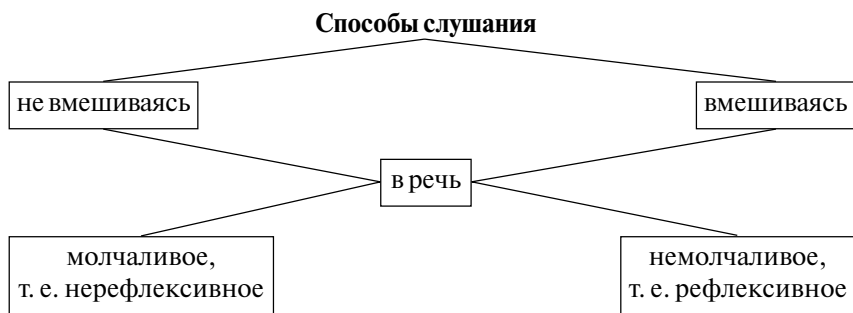 Способы слушания
не вмешиваясь
вмешиваясь
в речь
молчаливое,
т. е. нерефлексивное
немолчаливое,
т. е. рефлексивное